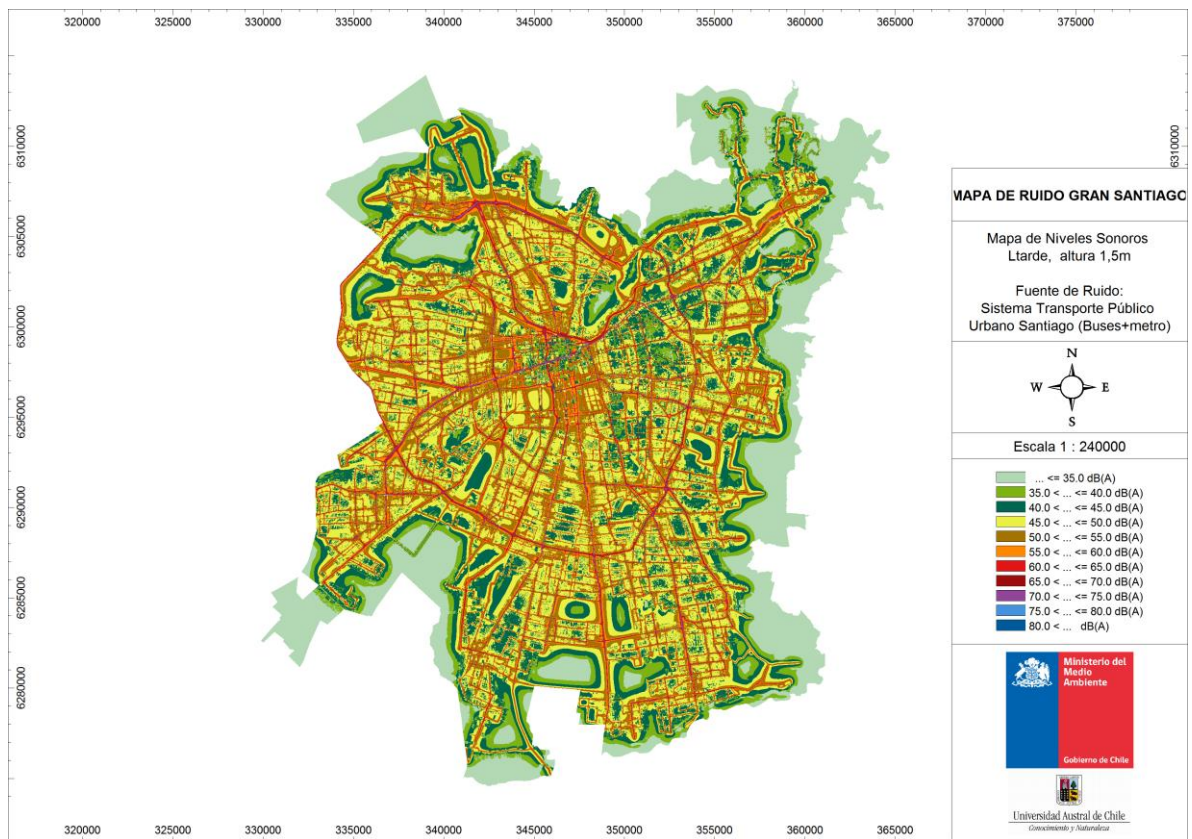 320000 325000 330000 335000 340000 345000 350000 355000 360000 365000 370000 375000
6310000
6305000
6300000
6295000
6290000
6285000
6280000
6310000
MAPA DE RUIDO GRAN SANTIAGO
Mapa de Niveles Sonoros
Ltarde, altura 1,5m
Fuente de Ruido:
Sistema Transporte Público
Urbano Santiago (Buses+metro)
N
W E
S
Escala 1 : 240000
... <= 35.0 dB(A)
35.0 < ... <= 40.0 dB(A)
40.0 < ... <= 45.0 dB(A)
45.0 < ... <= 50.0 dB(A)
50.0 < ... <= 55.0 dB(A)
55.0 < ... <= 60.0 dB(A)
60.0 < ... <= 65.0 dB(A)
65.0 < ... <= 70.0 dB(A)
70.0 < ... <= 75.0 dB(A)
75.0 < ... <= 80.0 dB(A)
80.0 < ... dB(A)
Ministerio del
Medio
Ambiente
Gobierno de Chile
Universidad Austral de Chile
Conocimiento y Naturaleza
320000 325000 330000 335000 340000 345000 350000 355000 360000 365000 370000 375000